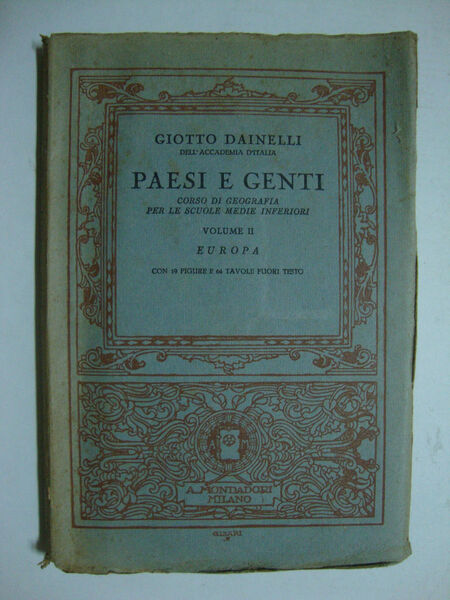 GIOTTO DAINELLI
DELL'ACCADEMIA D'ITALIA
PAESI E GENTI
CORSO DI GEOGRAFIA
PER LE SCUOLE MEDIE INFERIORI
VOLUME II
EUROPA
CON 19 FIGURE E 64 TAVOLE FUORI TESTO
A. MONDADORI
MILANO